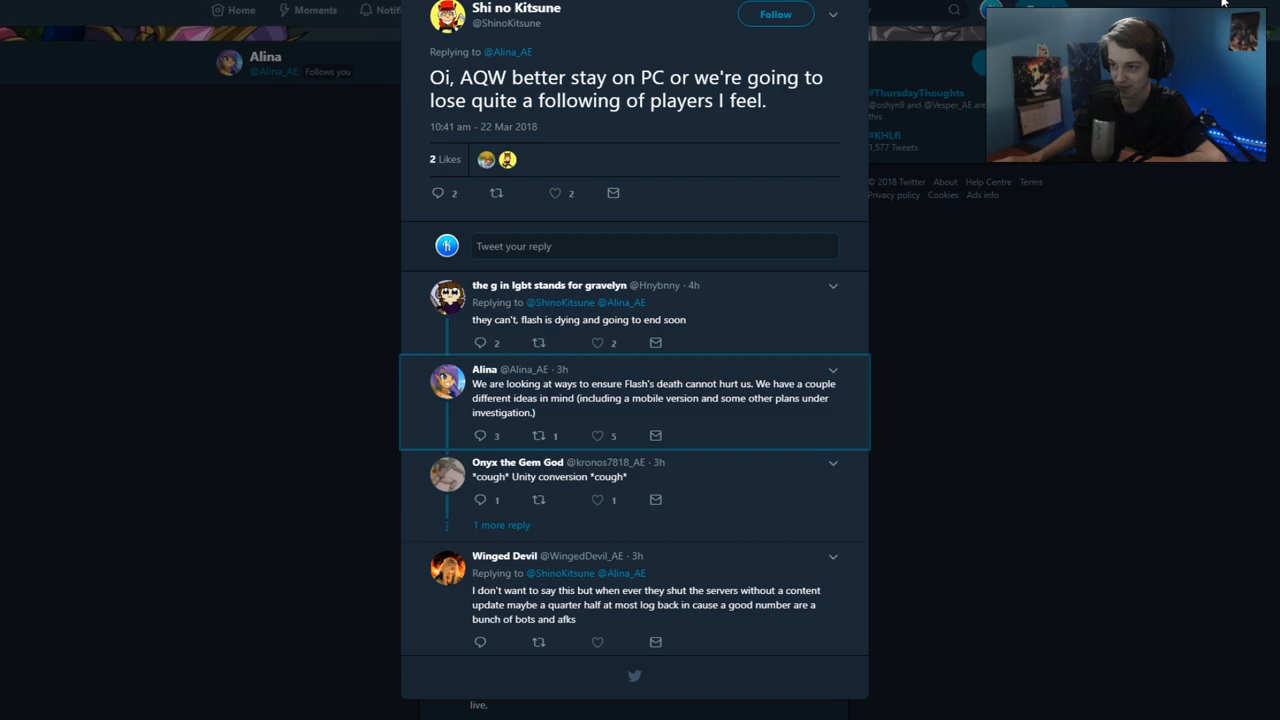 Home
Moments
Notifi
Alina
@Alina_AE Follows you
Shi no Kitsune
@ShinoKitsune
Follow
Replying to @Alina_AE
Oi, AQW better stay on PC or we're going to
lose quite a following of players I feel.
10:41 am - 22 Mar 2018
2 Likes
2
2
Tweet your reply
the g in lgbt stands for gravelyn @Hnybnny · 4h
Replying to @ShinoKitsune @Alina_AE
they can't, flash is dying and going to end soon
2
2
Alina @Alina_AE · 3h
We are looking at ways to ensure Flash's death cannot hurt us. We have a couple
different ideas in mind (including a mobile version and some other plans under
investigation.)
3
1
5
Onyx the Gem God @kronos7818_AE · 3h
*cough* Unity conversion *cough*
1
1
1 more reply
Winged Devil @WingedDevil_AE · 3h
Replying to @ShinoKitsune @Alina_AE
I don't want to say this but when ever they shut the servers without a content
update maybe a quarter half at most log back in cause a good number are a
bunch of bots and afks
live.
#ThursdayThoughts
@oshyn9 and @Vesper_AE are
this
#KHLfi
1,577 Tweets
© 2018 Twitter About Help Centre Terms
Privacy policy Cookies Ads info